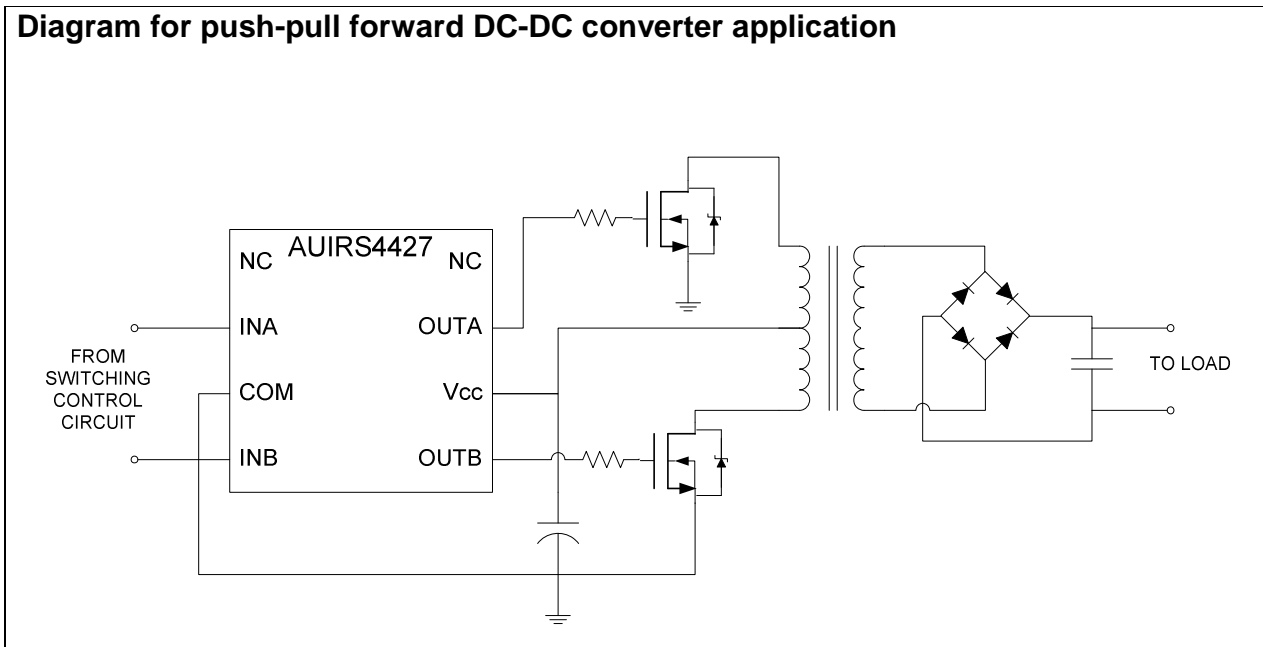 Diagram for push-pull forward DC-DC converter application
AUIRS4427
NC
NC
INA
OUTA
FROM
SWITCHING
CONTROL
CIRCUIT
COM
Vcc
TO LOAD
INB
OUTB